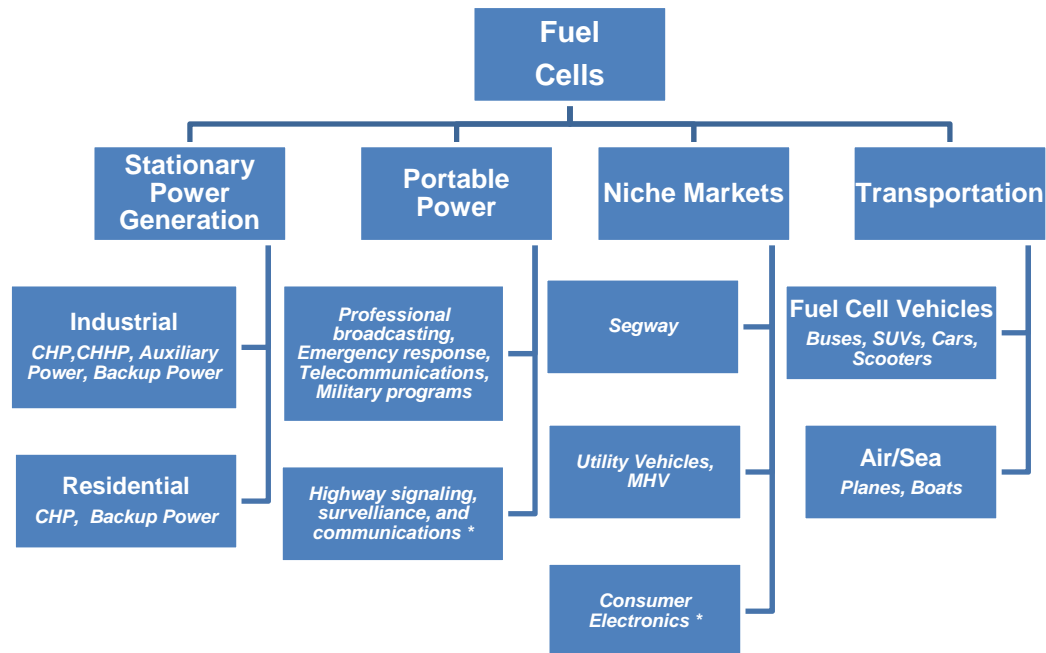 Fuel
Cells
Stationary
Power
Generation
Portable
Power
Niche Markets
Transportation
Industrial
CHP,CHHP, Auxiliary
Power, Backup Power
Residential
CHP, Backup Power
Professional
broadcasting,
Emergency response,
Telecommunications,
Military programs
Highway signaling,
survelliance, and
communications *
Segway
Utility Vehicles,
MHV
Consumer
Electronics *
Fuel Cell Vehicles
Buses, SUVs, Cars,
Scooters
Air/Sea
Planes, Boats